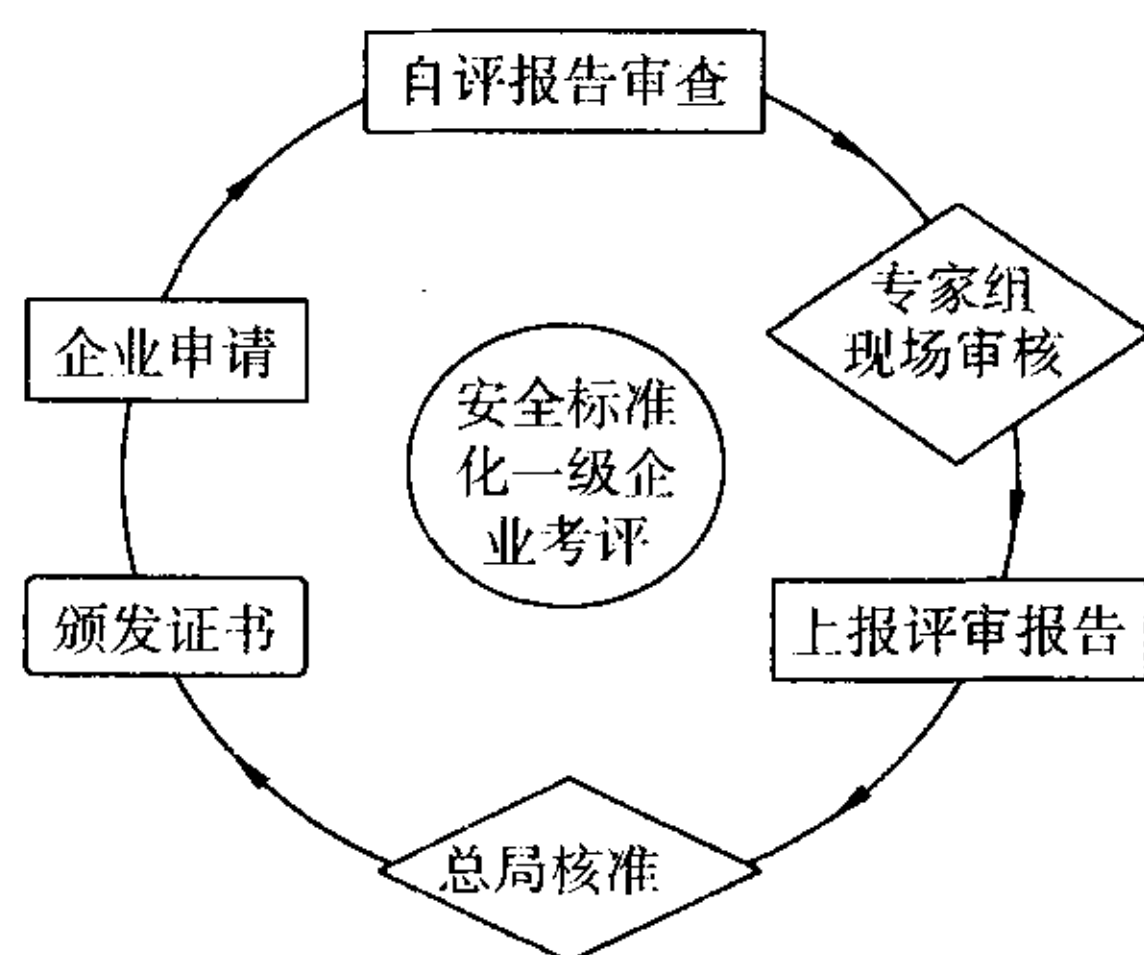 自评报告审查
专家组
现场审核
企业申请
安全标准
化一级企
业考评
颁发证书
上报评审报告
总局核准